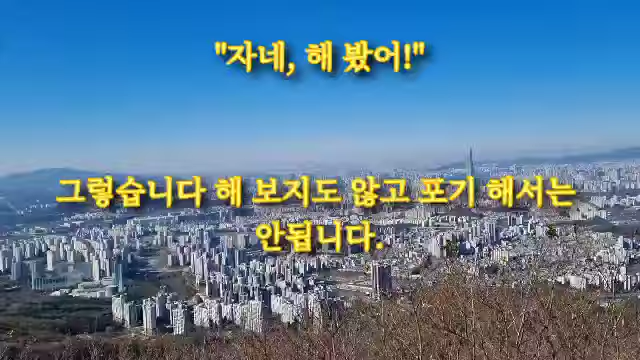 "자네, 해 봤어!"
그렇습니다 해 보지도 않고 포기 해서는
안됩니다.